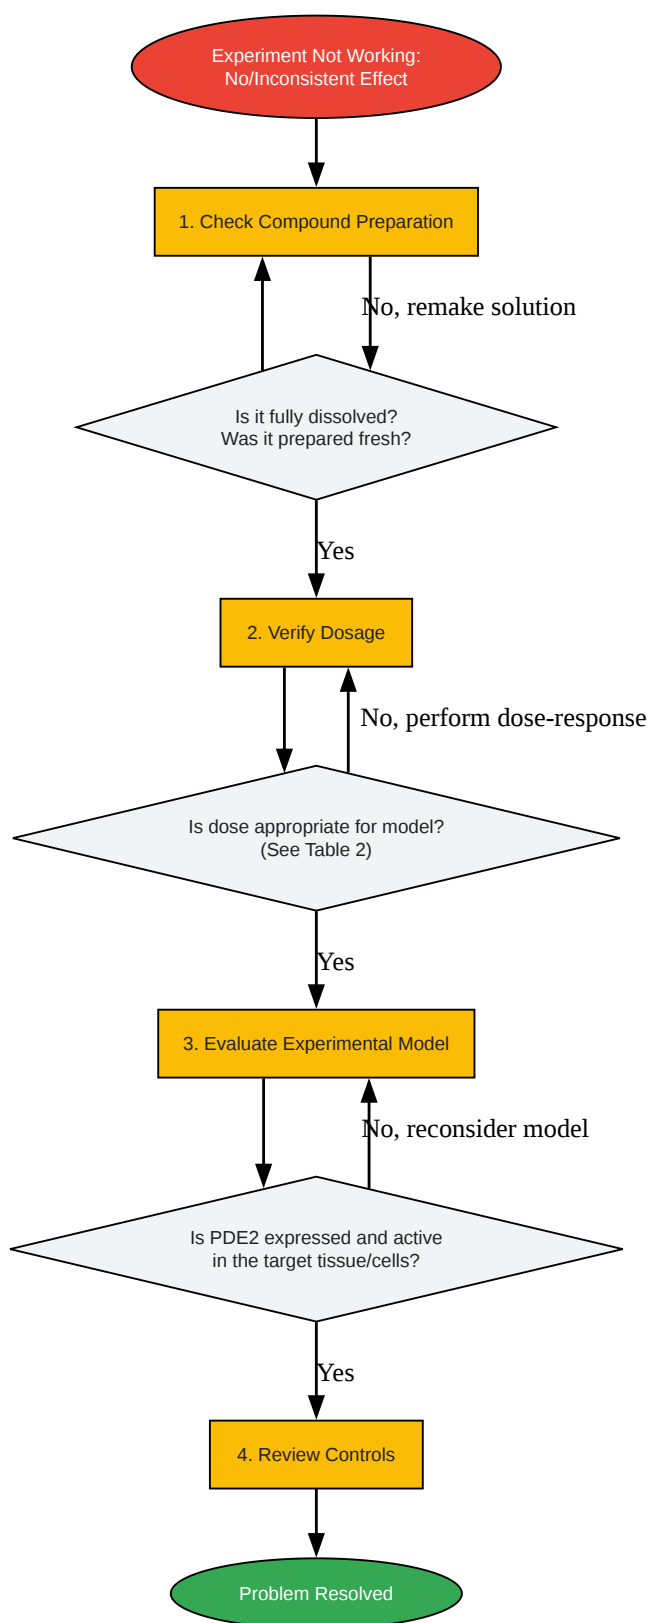 Experiment Not Working:
No/Inconsistent Effect
1. Check Compound Preparation
No, remake solution
Is it fully dissolved?
Was it prepared fresh?
Yes
2. Verify Dosage
No, perform dose-response
Is dose appropriate for model?
(See Table 2)
Yes
3. Evaluate Experimental Model
No, reconsider model
Is PDE2 expressed and active
in the target tissue/cells?
Yes
4. Review Controls
Problem Resolved